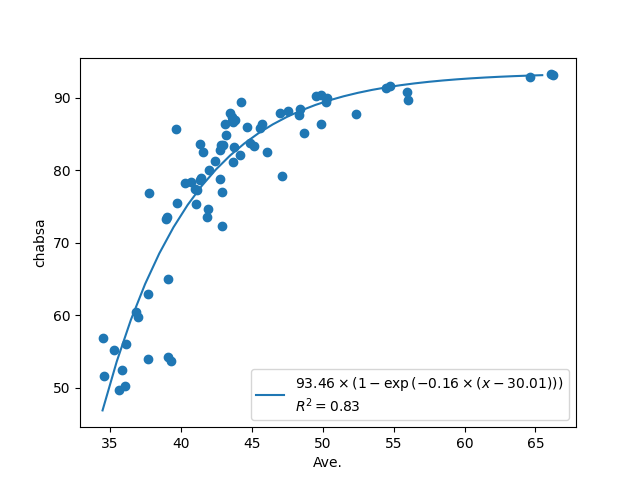 90
80
70
60
50
chabsa
93.46 × (1 − exp (−0.16 × (x − 30.01)))
R² = 0.83
35 40 45 50 55 60 65
Ave.